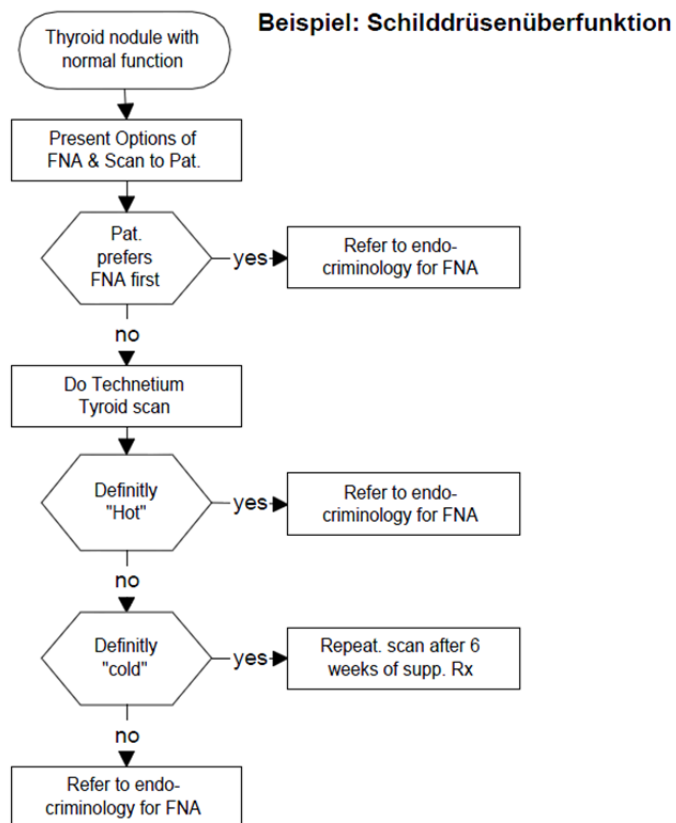 Beispiel: Schilddrüsenüberfunktion
Thyroid nodule with
normal function
Present Options of
FNA & Scan to Pat.
Pat.
prefers
FNA first
yes
Refer to endo-
criminology for FNA
no
Do Technetium
Tyroid scan
Definitly
"Hot"
yes
Refer to endo-
criminology for FNA
no
Definitly
"cold"
yes
Repeat. scan after 6
weeks of supp. Rx
no
Refer to endo-
criminology for FNA